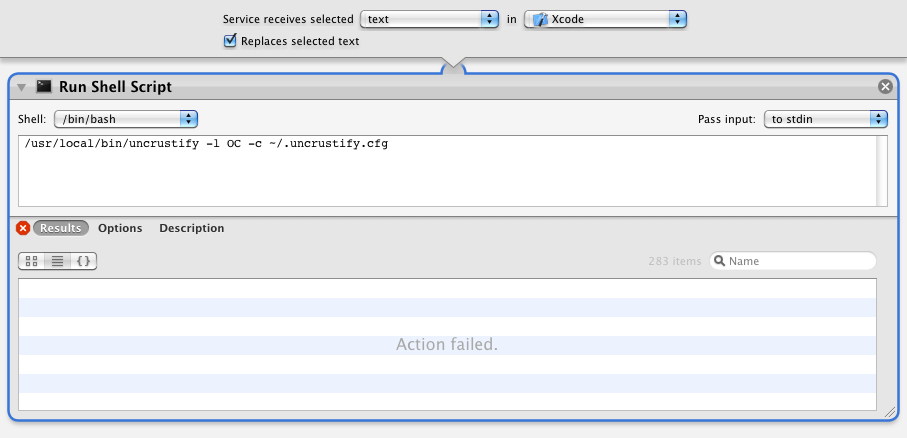 Service receives selected text in Xcode
Replaces selected text
Run Shell Script
Shell: /bin/bash Pass input: to stdin
/usr/local/bin/uncrustify -l OC -c ~/.uncrustify.cfg
Results Options Description
283 items Name
Action failed.